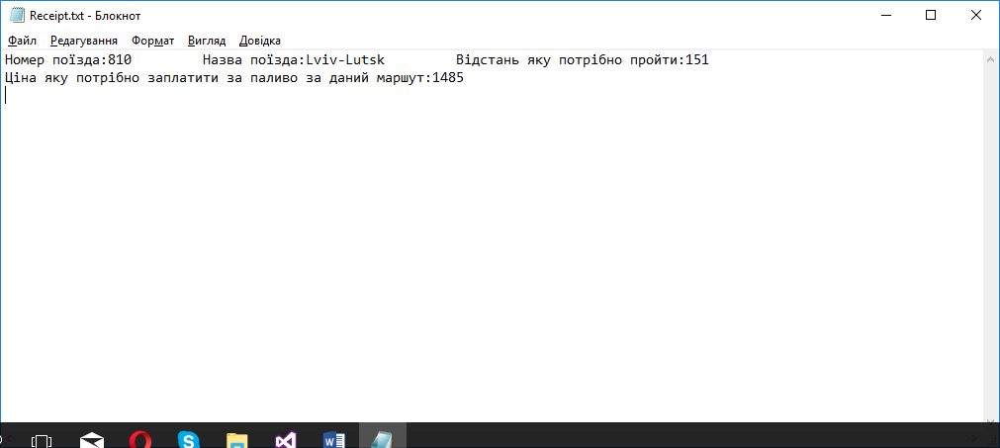 Receipt.txt - Блокнот
Файл Редагування Формат Вигляд Довідка
Номер поїзда:810 Назва поїзда:Lviv-Lutsk Відстань яку потрібно пройти:151
Ціна яку потрібно заплатити за паливо за даний маршут:1485